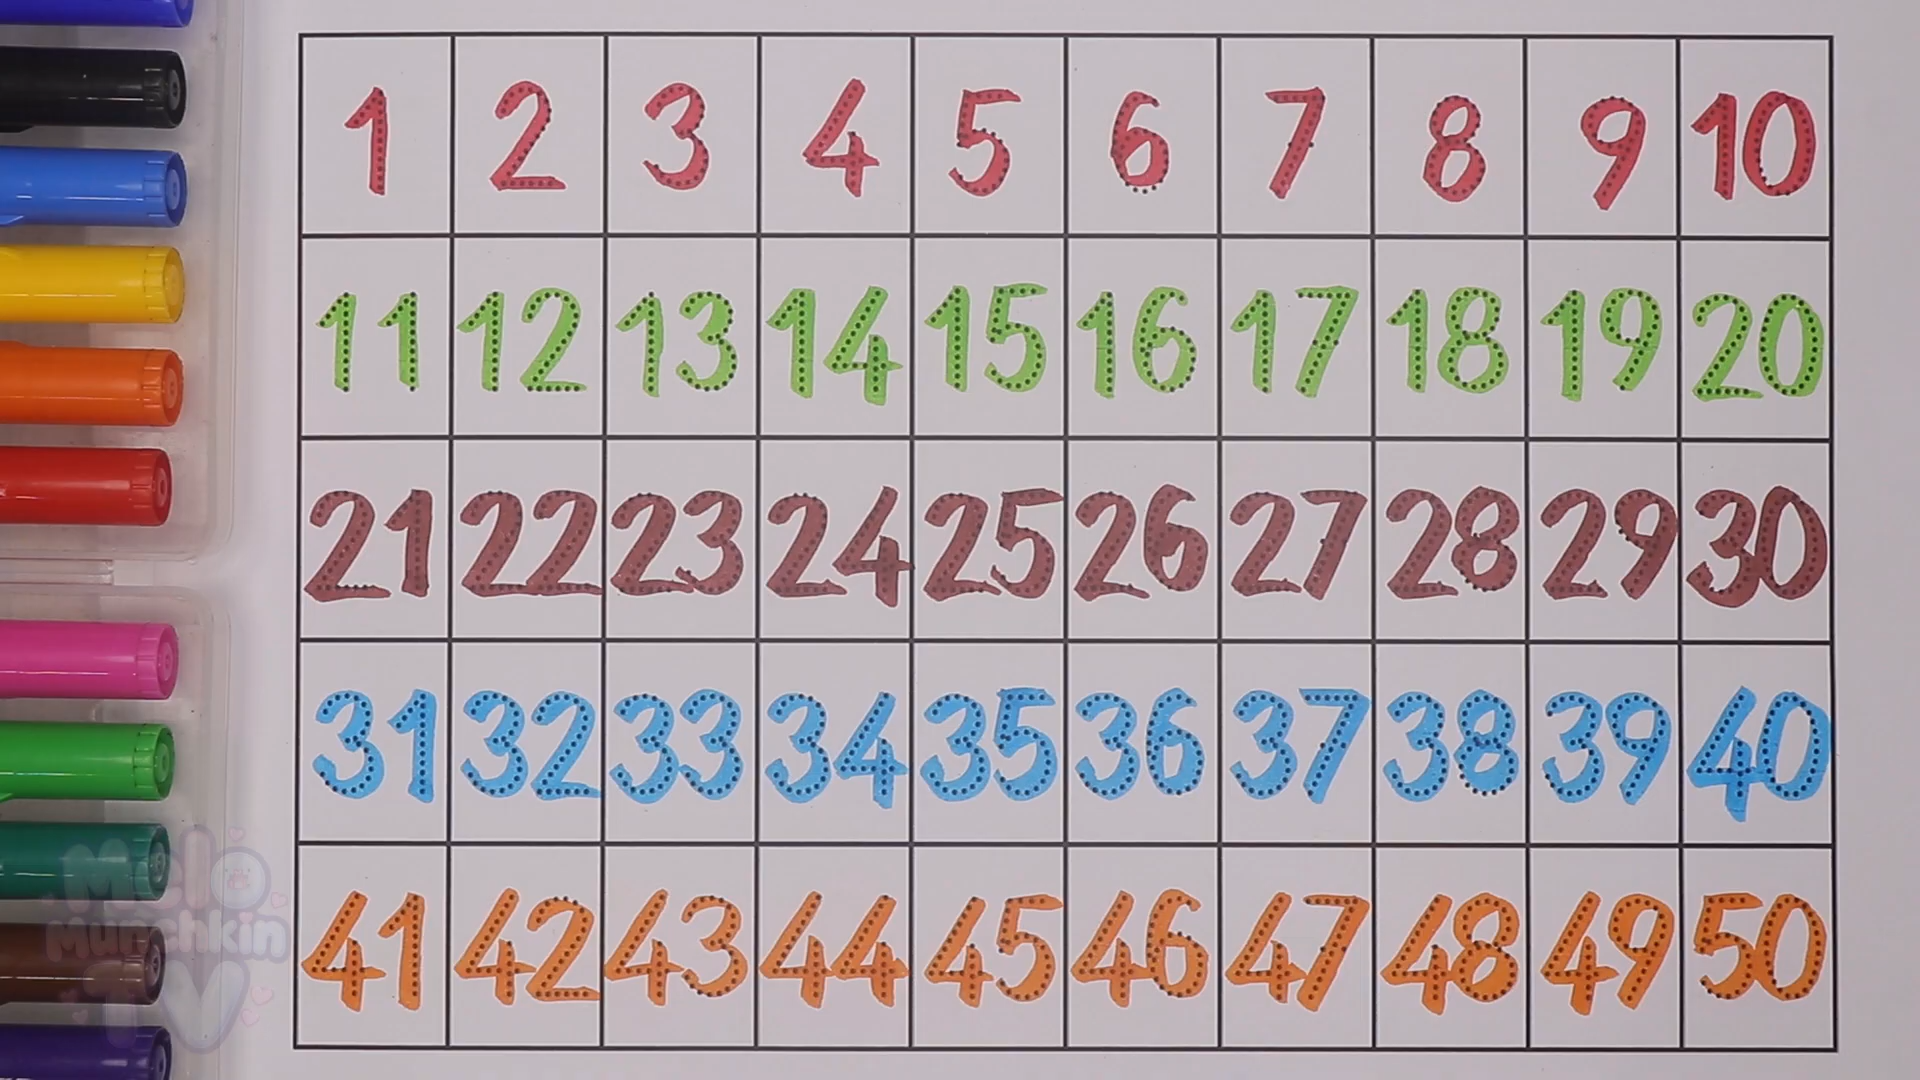 1 2 3 4 5 6 7 8 9 10
11 12 13 14 15 16 17 18 19 20
21 22 23 24 25 26 27 28 29 30
31 32 33 34 35 36 37 38 39 40
41 42 43 44 45 46 47 48 49 50
Melo
Munchkin
TV